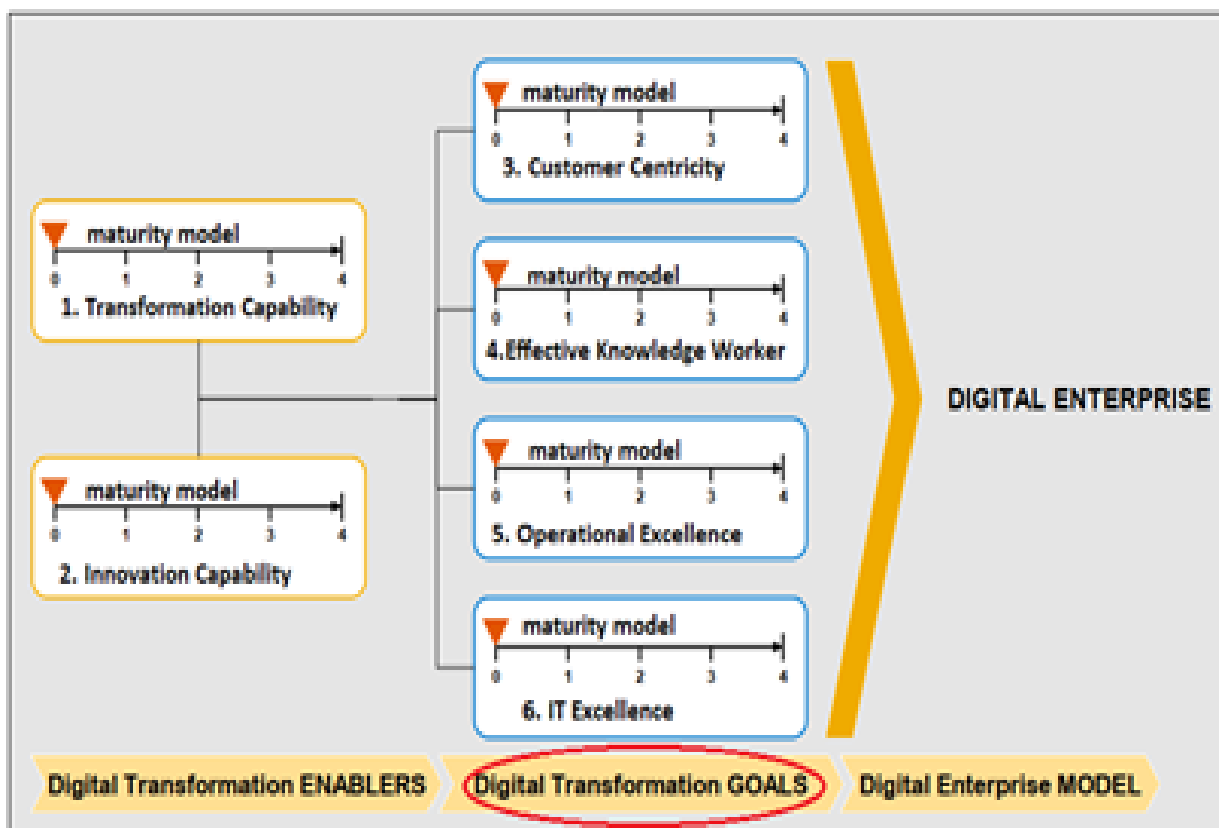 maturity model
0 1 2 3 4
3. Customer Centricity
maturity model
0 1 2 3 4
1. Transformation Capability
maturity model
0 1 2 3 4
4.Effective Knowledge Worker
DIGITAL ENTERPRISE
maturity model
0 1 2 3 4
5. Operational Excellence
maturity model
0 1 2 3 4
2. Innovation Capability
maturity model
0 1 2 3 4
6. IT Excellence
Digital Transformation ENABLERS
Digital Transformation GOALS
Digital Enterprise MODEL